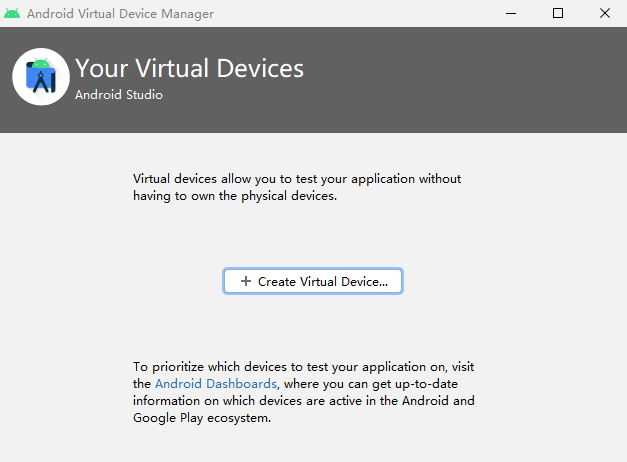 Android Virtual Device Manager
Your Virtual Devices
Android Studio
Virtual devices allow you to test your application without
having to own the physical devices.
+ Create Virtual Device...
To prioritize which devices to test your application on, visit
the Android Dashboards, where you can get up-to-date
information on which devices are active in the Android and
Google Play ecosystem.